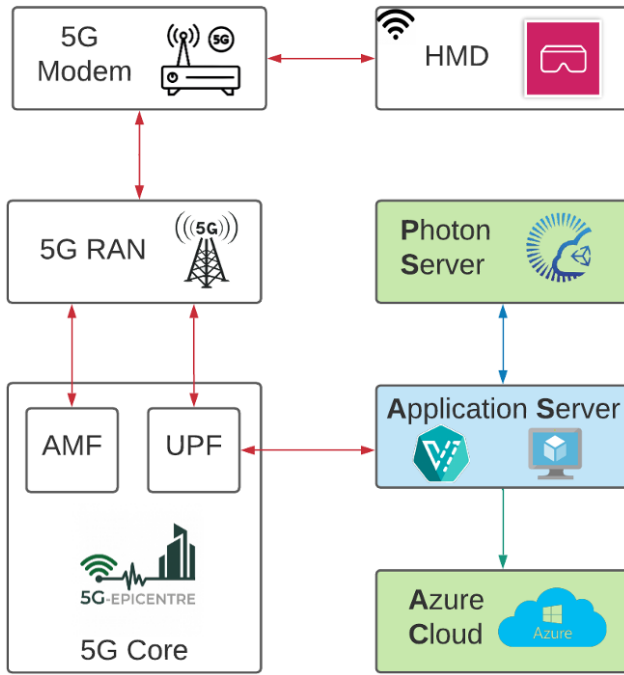 5G
Modem
5G
HMD
5G RAN
5G
Photon
Server
AMF
UPF
Application Server
5G-EPICENTRE
5G Core
Azure
Cloud
Azure